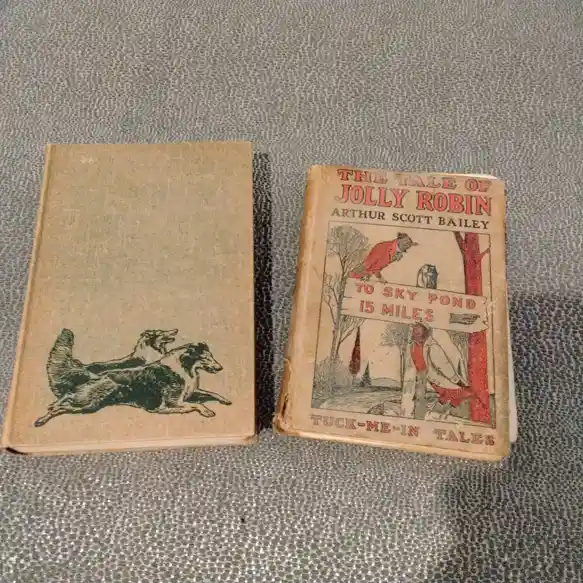 THE TALE OF
JOLLY ROBIN
ARTHUR SCOTT BAILEY
TO SKY POND
15 MILES
TUCK-ME-IN TALES